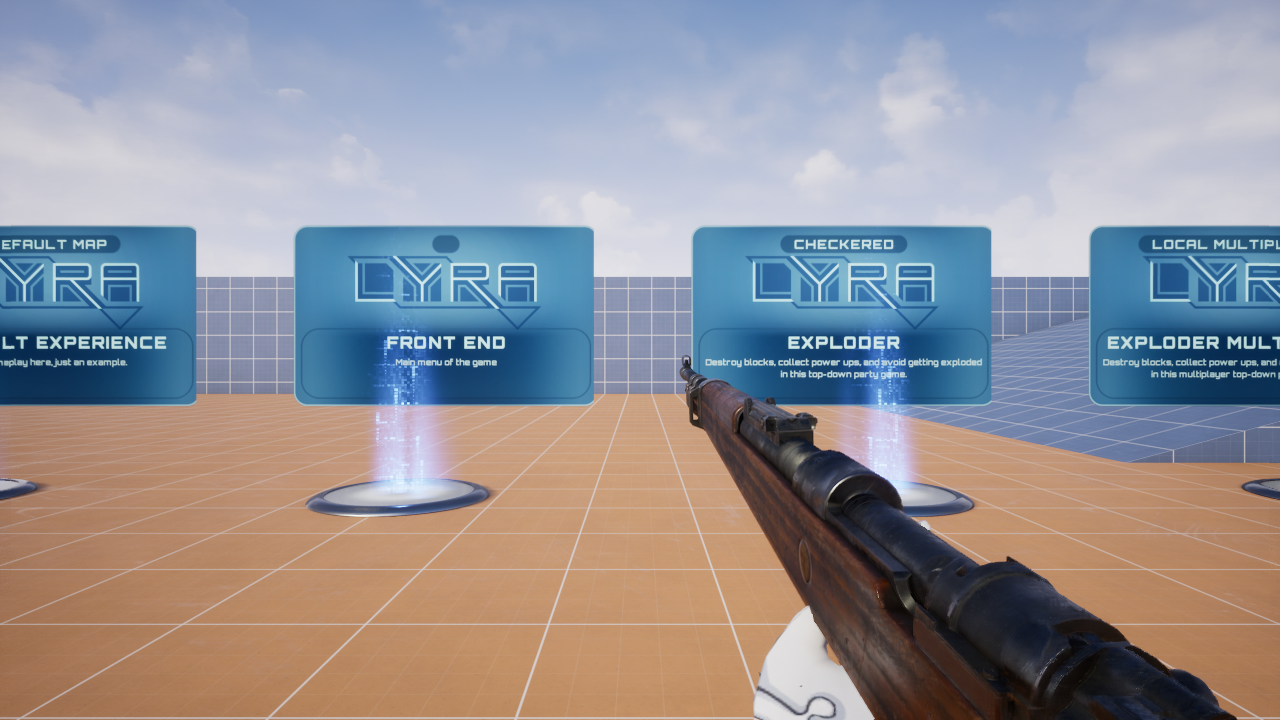 EFAULT MAP
LYRA
LT EXPERIENCE
meplay here, just an example.
LYRA
FRONT END
Main menu of the game
CHECKERED
LYRA
EXPLODER
Destroy blocks, collect power ups, and avoid getting exploded
in this top-down party game.
LOCAL MULTIPL
LYR
EXPLODER MULT
Destroy blocks, collect power ups, and
in this multiplayer top-down